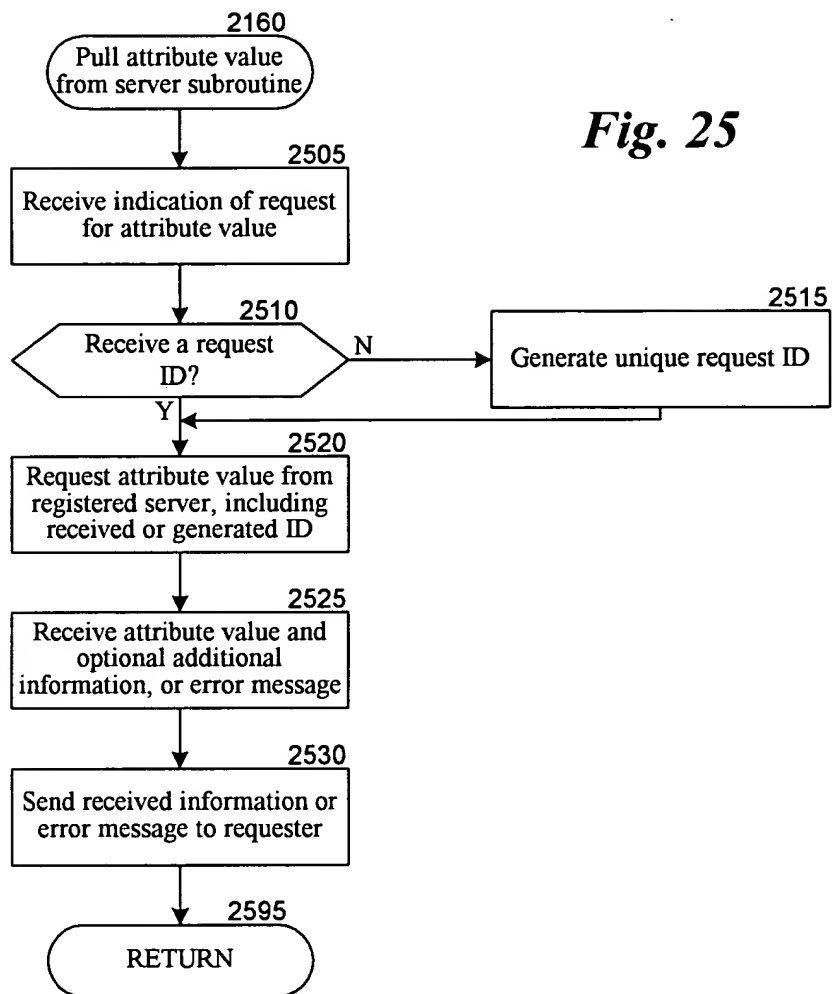 2160
Pull attribute value
from server subroutine
Fig. 25
2505
Receive indication of request
for attribute value
2510
Receive a request
ID?
N
Y
2515
Generate unique request ID
2520
Request attribute value from
registered server, including
received or generated ID
2525
Receive attribute value and
optional additional
information, or error message
2530
Send received information or
error message to requester
2595
RETURN